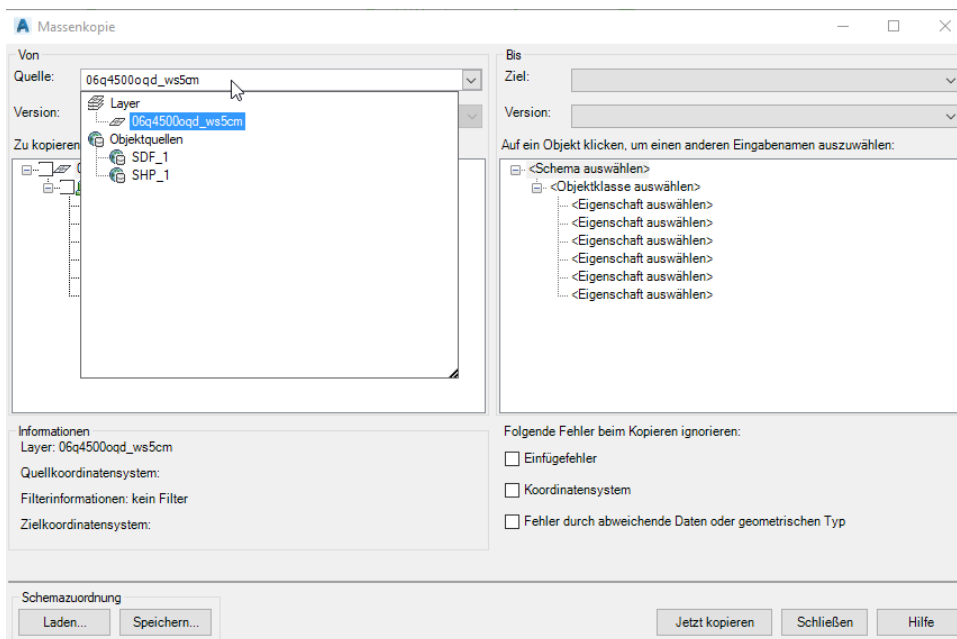 Massenkopie
Von
Quelle: 06q4500oqd_ws5cm
Layer
06q4500oqd_ws5cm
Objektquellen
SDF_1
SHP_1
Version:
Zu kopieren
Bis
Ziel:
Version:
Auf ein Objekt klicken, um einen anderen Eingabenamen auszuwählen:
<Schema auswählen>
<Objektklasse auswählen>
<Eigenschaft auswählen>
<Eigenschaft auswählen>
<Eigenschaft auswählen>
<Eigenschaft auswählen>
<Eigenschaft auswählen>
<Eigenschaft auswählen>
Informationen
Layer: 06q4500oqd_ws5cm
Quellkoordinatensystem:
Filterinformationen: kein Filter
Zielkoordinatensystem:
Folgende Fehler beim Kopieren ignorieren:
Einfügefehler
Koordinatensystem
Fehler durch abweichende Daten oder geometrischen Typ
Schemazuordnung
Laden... Speichern... Jetzt kopieren Schließen Hilfe